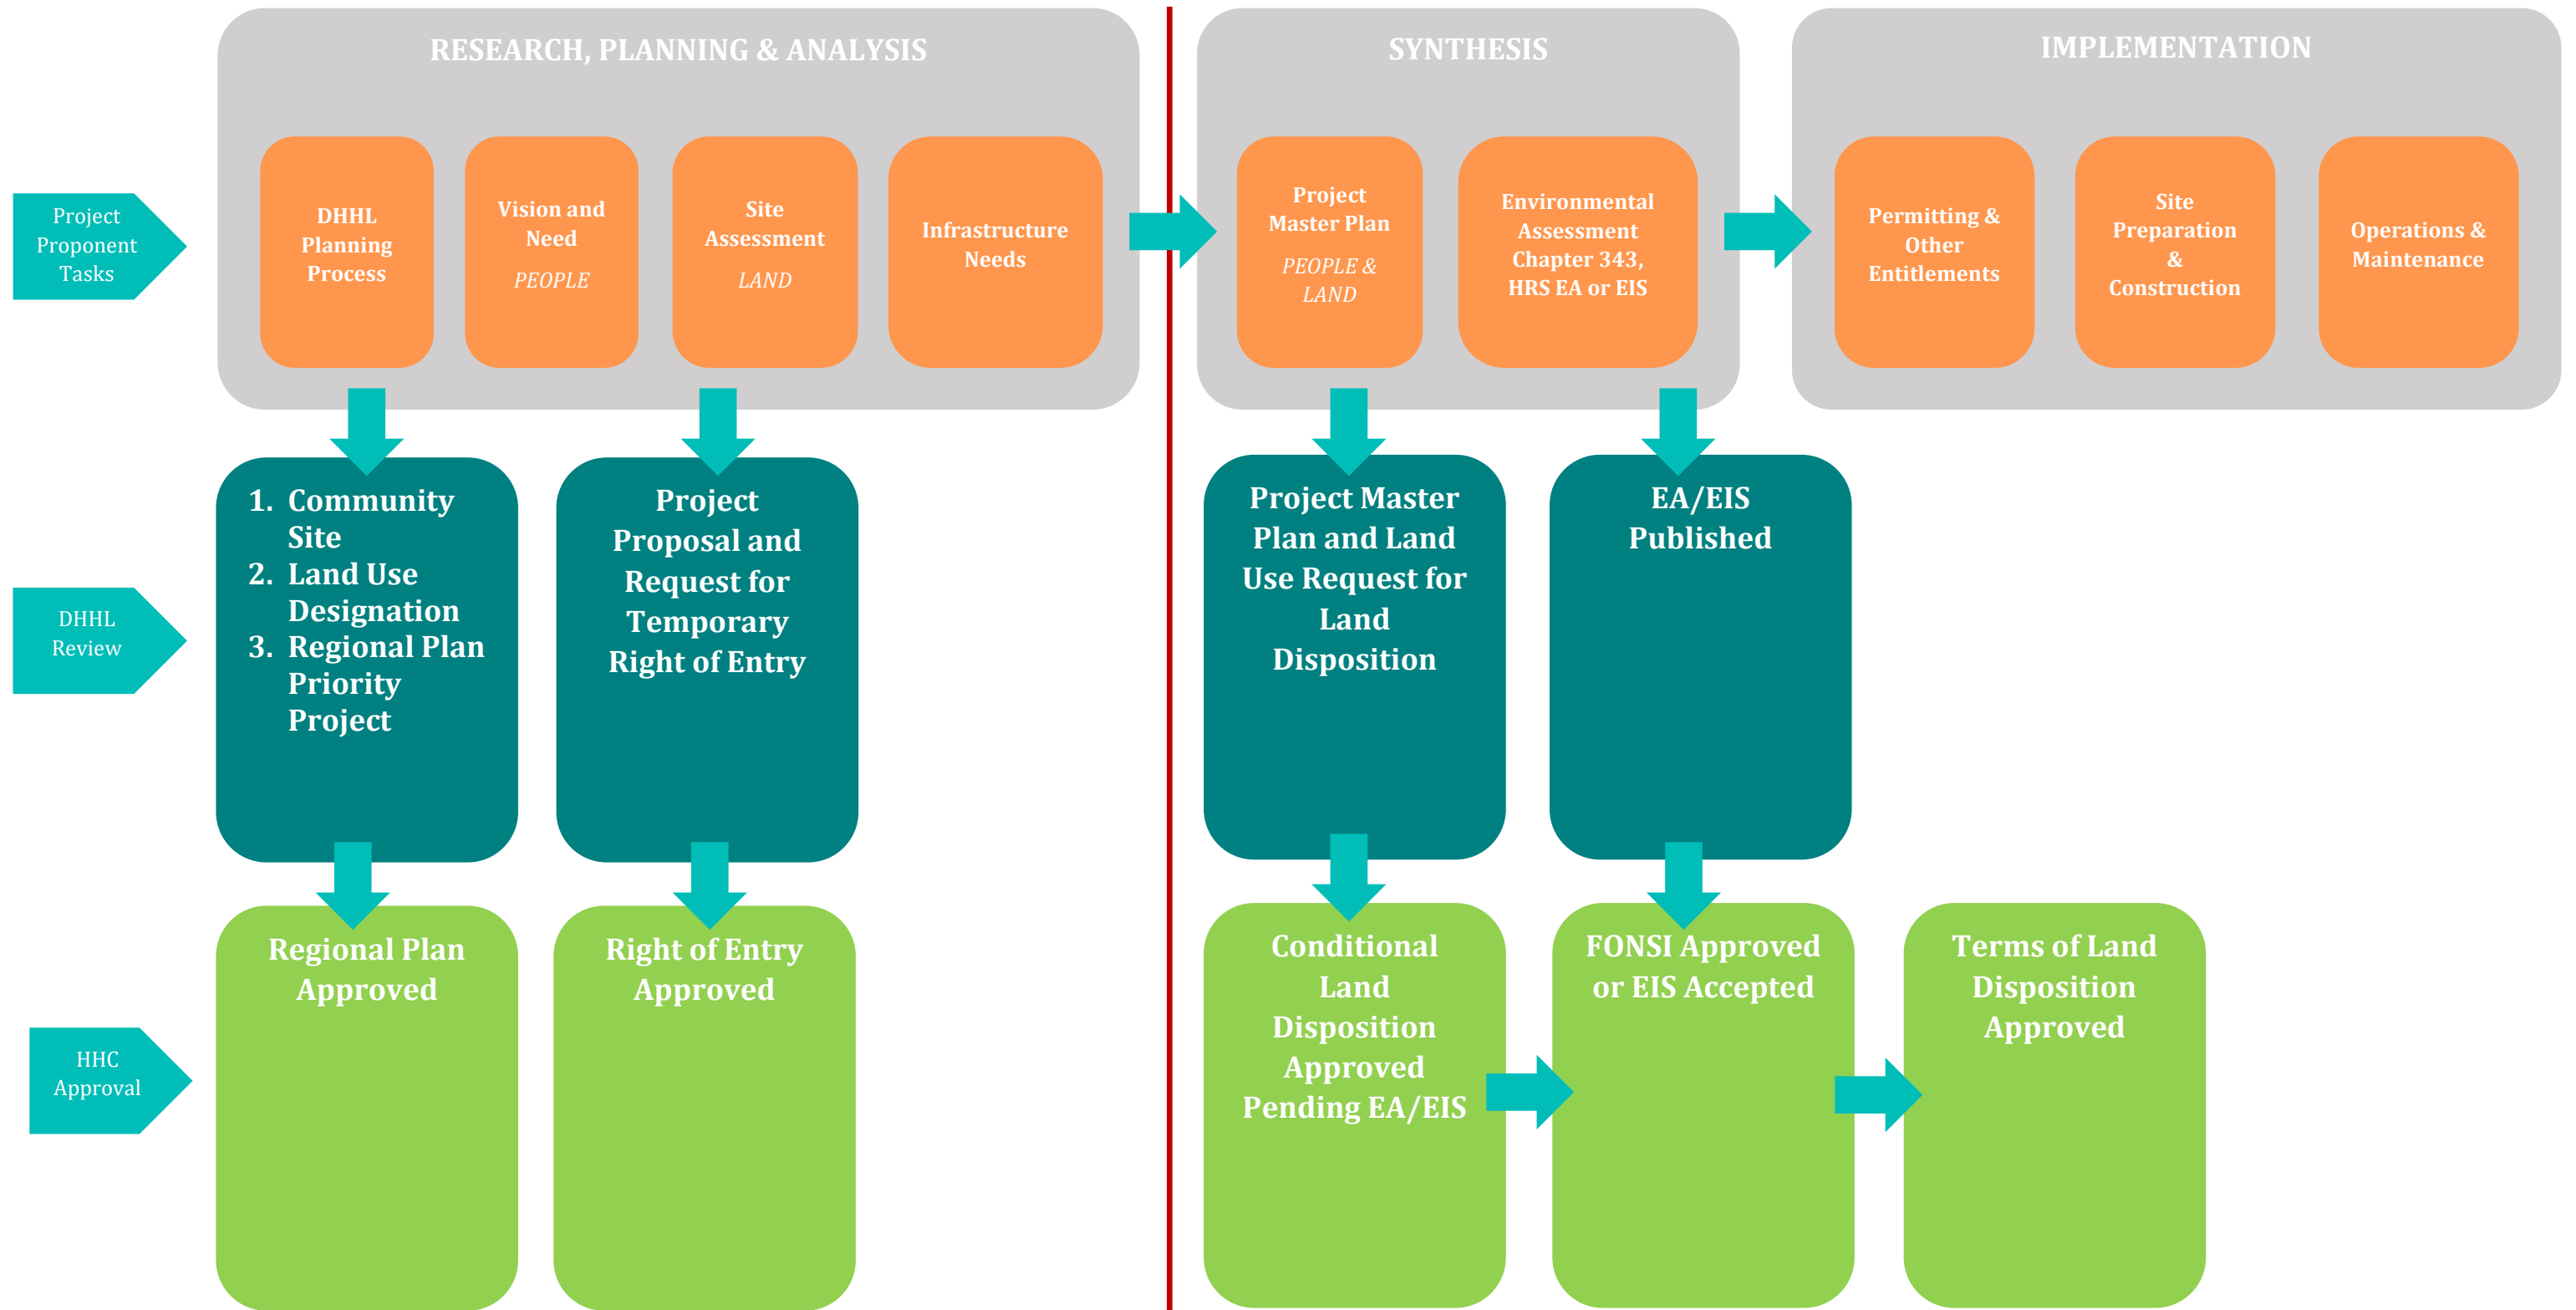 RESEARCH, PLANNING & ANALYSIS
SYNTHESIS
IMPLEMENTATION
Project
Proponent
Tasks
DHHL
Planning
Process
Vision and
Need
PEOPLE
Site
Assessment
LAND
Infrastructure
Needs
Project
Master Plan
PEOPLE &
LAND
Environmental
Assessment
Chapter 343,
HRS EA or EIS
Permitting &
Other
Entitlements
Site
Preparation
&
Construction
Operations &
Maintenance
DHHL
Review
1. Community
Site
2. Land Use
Designation
3. Regional Plan
Priority
Project
Project
Proposal and
Request for
Temporary
Right of Entry
Project Master
Plan and Land
Use Request for
Land
Disposition
EA/EIS
Published
HHC
Approval
Regional Plan
Approved
Right of Entry
Approved
Conditional
Land
Disposition
Approved
Pending EA/EIS
FONSI Approved
or EIS Accepted
Terms of Land
Disposition
Approved